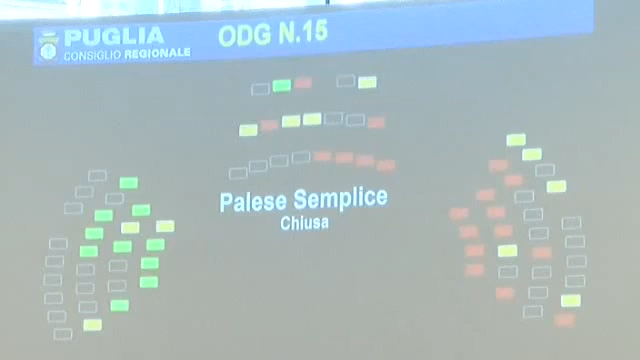 PUGLIA
CONSIGLIO REGIONALE
ODG N.15
Palese Semplice
Chiusa